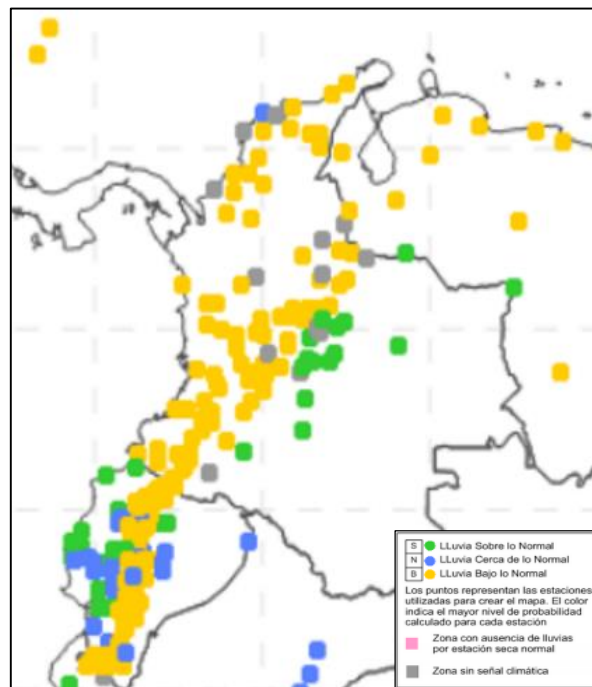 S LLuvia Sobre lo Normal
N LLuvia Cerca de lo Normal
B LLuvia Bajo lo Normal
Los puntos representan las estaciones
utilizadas para crear el mapa. El color
indica el mayor nivel de probabilidad
calculado para cada estación
Zona con ausencia de lluvias
por estación seca normal
Zona sin señal climática